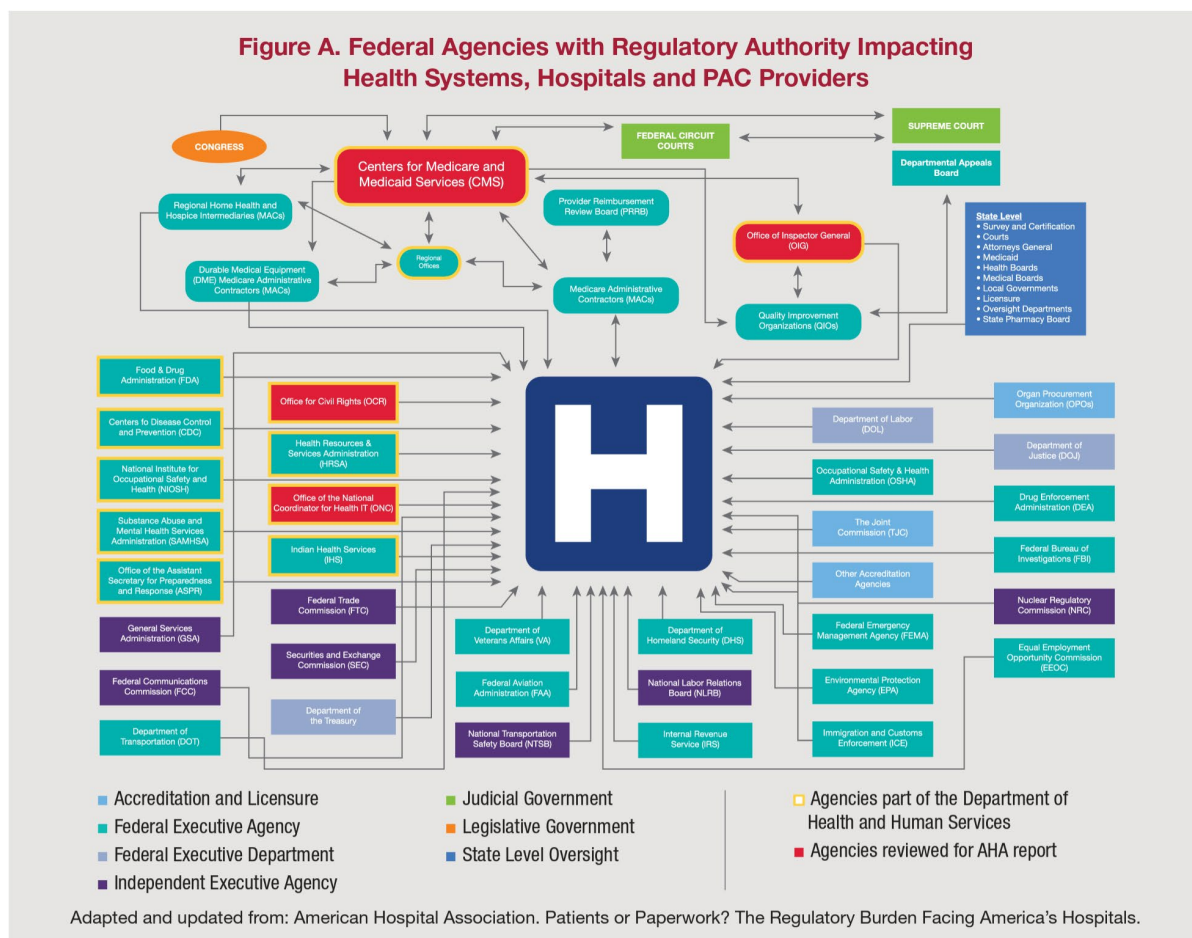 Figure A. Federal Agencies with Regulatory Authority Impacting
Health Systems, Hospitals and PAC Providers
CONGRESS
Centers for Medicare and
Medicaid Services (CMS)
FEDERAL CIRCUIT
COURTS
SUPREME COURT
Departmental Appeals
Board
Regional Home Health and
Hospice Intermediaries (MACs)
Provider Reimbursement
Review Board (PRRB)
Office of Inspector General
(OIG)
State Level
• Survey and Certification
• Courts
• Attorneys General
• Medicaid
• Health Boards
• Medical Boards
• Local Governments
• Licensure
• Oversight Departments
• State Pharmacy Board
Regional
Offices
Durable Medical Equipment
(DME) Medicare Administrative
Contractors (MACs)
Medicare Administrative
Contractors (MACs)
Quality Improvement
Organizations (QIOs)
Food & Drug
Administration (FDA)
Centers fo Disease Control
and Prevention (CDC)
National Institute for
Occupational Safety and
Health (NIOSH)
Substance Abuse and
Mental Health Services
Administration (SAMHSA)
Office of the Assistant
Secretary for Preparedness
and Response (ASPR)
General Services
Administration (GSA)
Federal Communications
Commission (FCC)
Department of
Transportation (DOT)
Office for Civil Rights (OCR)
Health Resources &
Services Administration
(HRSA)
Office of the National
Coordinator for Health IT (ONC)
Indian Health Services
(IHS)
Federal Trade
Commission (FTC)
Securities and Exchange
Commission (SEC)
Department of
the Treasury
H
Department of
Veterans Affairs (VA)
Federal Aviation
Administration (FAA)
National Transportation
Safety Board (NTSB)
Department of
Homeland Security (DHS)
National Labor Relations
Board (NLRB)
Internal Revenue
Service (IRS)
Department of Labor
(DOL)
Occupational Safety & Health
Administration (OSHA)
The Joint
Commission (TJC)
Other Accreditation
Agencies
Federal Emergency
Management Agency (FEMA)
Environmental Protection
Agency (EPA)
Immigration and Customs
Enforcement (ICE)
Organ Procurement
Organization (OPOs)
Department of
Justice (DOJ)
Drug Enforcement
Administration (DEA)
Federal Bureau of
Investigations (FBI)
Nuclear Regulatory
Commission (NRC)
Equal Employment
Opportunity Commission
(EEOC)
Accreditation and Licensure
Federal Executive Agency
Federal Executive Department
Independent Executive Agency
Judicial Government
Legislative Government
State Level Oversight
Agencies part of the Department of
Health and Human Services
Agencies reviewed for AHA report
Adapted and updated from: American Hospital Association. Patients or Paperwork? The Regulatory Burden Facing America's Hospitals.